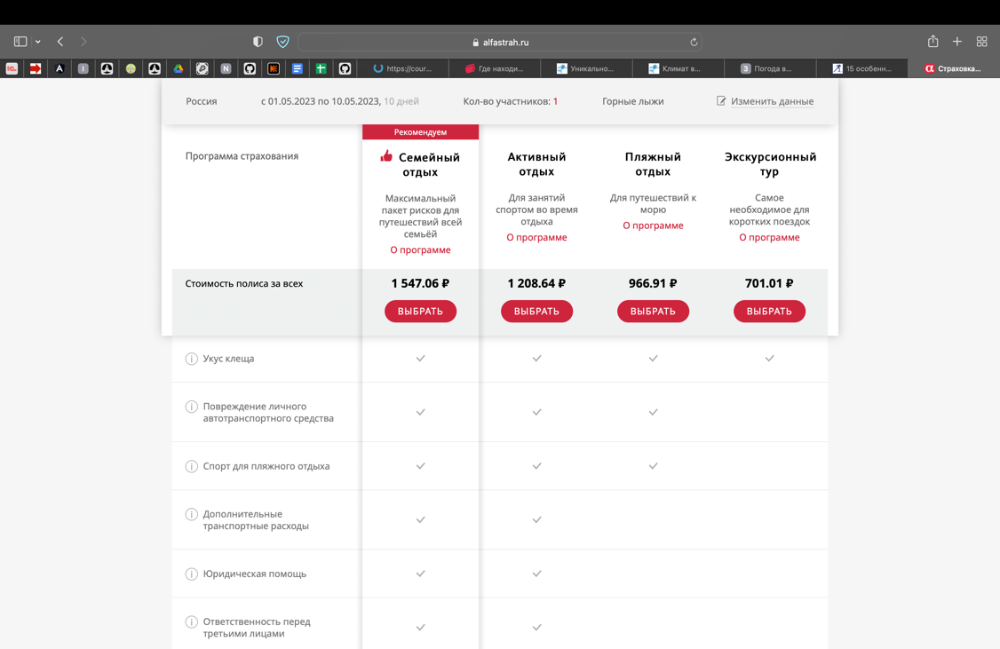 alfastrah.ru
A
I
N
https://cour...
Где находи...
Уникально...
Климат в...
3 Погода в...
15 особенн...
α Страховка...
Россия
с 01.05.2023 по 10.05.2023, 10 дней
Кол-во участников: 1
Горные лыжи
Изменить данные
Рекомендуем
Программа страхования
Семейный
отдых
Максимальный
пакет рисков для
путешествий всей
семьёй
О программе
Активный
отдых
Для занятий
спортом во время
отдыха
О программе
Пляжный
отдых
Для путешествий к
морю
О программе
Экскурсионный
тур
Самое
необходимое для
коротких поездок
О программе
Стоимость полиса за всех
1 547.06 ₽
1 208.64 ₽
966.91 ₽
701.01 ₽
ВЫБРАТЬ
ВЫБРАТЬ
ВЫБРАТЬ
ВЫБРАТЬ
Укус клеща
Повреждение личного
автотранспортного средства
Спорт для пляжного отдыха
Дополнительные
транспортные расходы
Юридическая помощь
Ответственность перед
третьими лицами